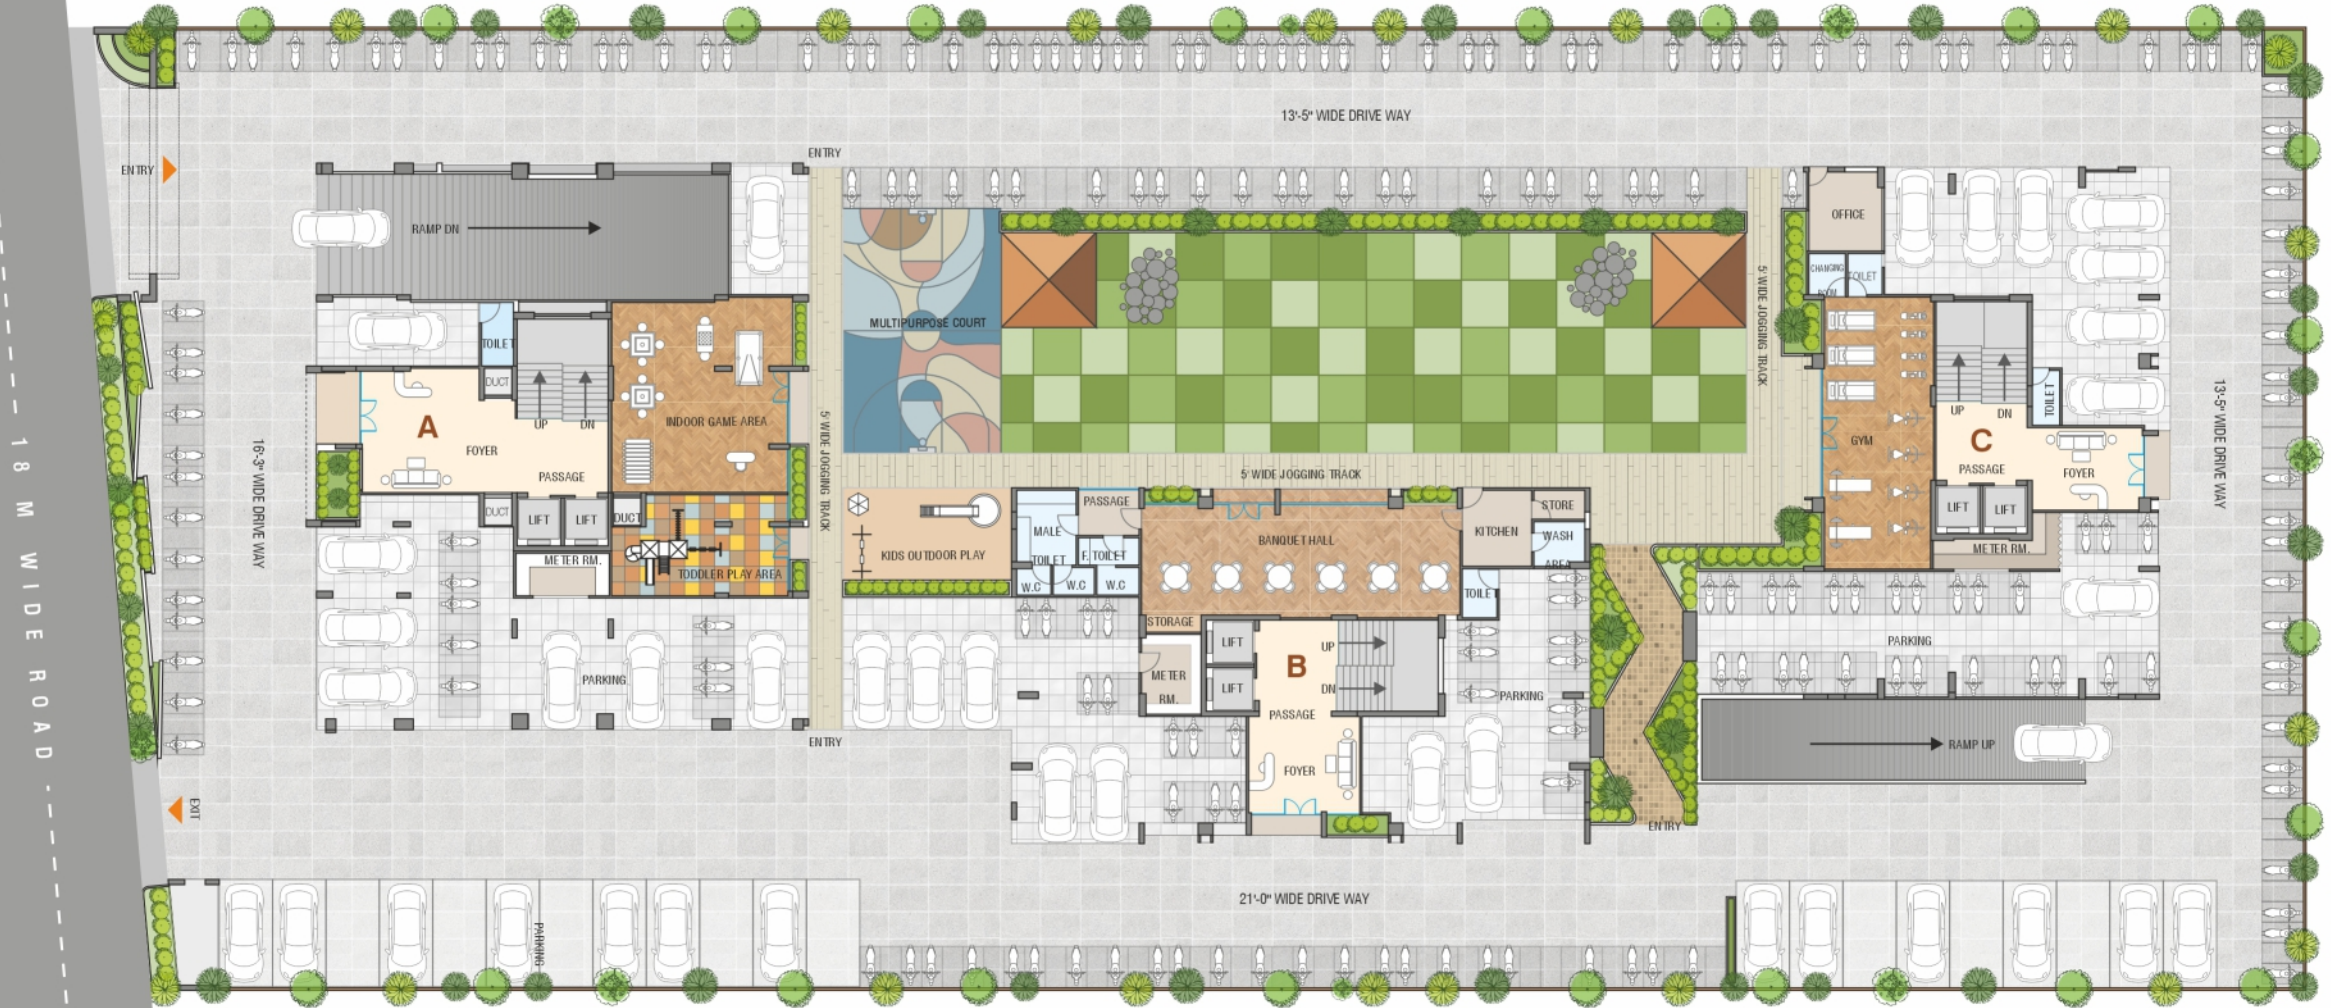 13'-5" WIDE DRIVE WAY
ENTRY
ENTRY
RAMP DN
OFFICE
CHANGING
ROOM
TOILET
MULTIPURPOSE COURT
5' WIDE JOGGING TRACK
TOILET
DUCT
A
FOYER
UP
DN
PASSAGE
INDOOR GAME AREA
5' WIDE JOGGING TRACK
5' WIDE JOGGING TRACK
GYM
UP
DN
TOILET
C
PASSAGE
FOYER
LIFT
LIFT
METER RM.
13'-5" WIDE DRIVE WAY
16'-3" WIDE DRIVE WAY
18 M WIDE ROAD
DUCT
LIFT
LIFT
DUCT
METER RM.
TODDLER PLAY AREA
KIDS OUTDOOR PLAY
MALE
TOILET
PASSAGE
F. TOILET
W.C
W.C
W.C
BANQUET HALL
KITCHEN
STORE
WASH
AREA
TOILET
STORAGE
METER
RM.
LIFT
LIFT
B
UP
DN
PASSAGE
FOYER
PARKING
PARKING
PARKING
RAMP UP
ENTRY
ENTRY
EXIT
21'-0" WIDE DRIVE WAY
PARKING